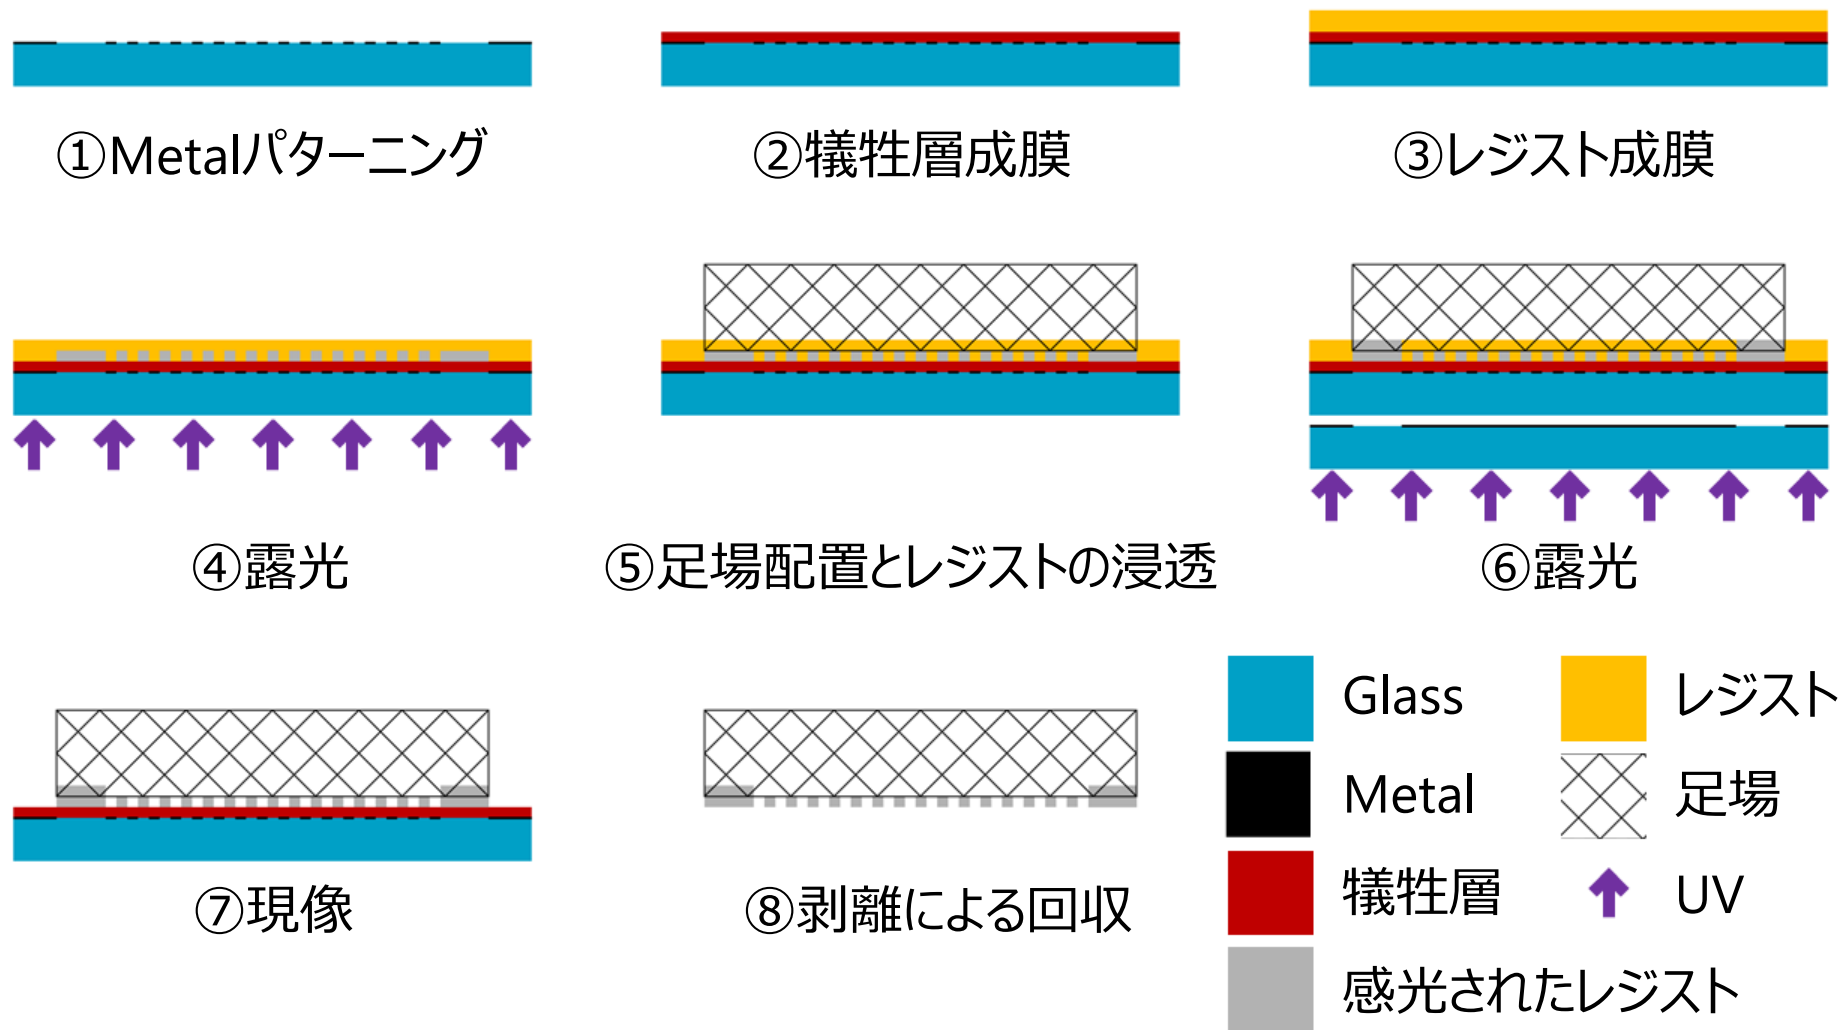 ①Metalパターニング
②犠牲層成膜
③レジスト成膜
④露光
⑤足場配置とレジストの浸透
⑥露光
⑦現像
⑧剥離による回収
Glass
レジスト
Metal
足場
犠牲層
UV
感光されたレジスト